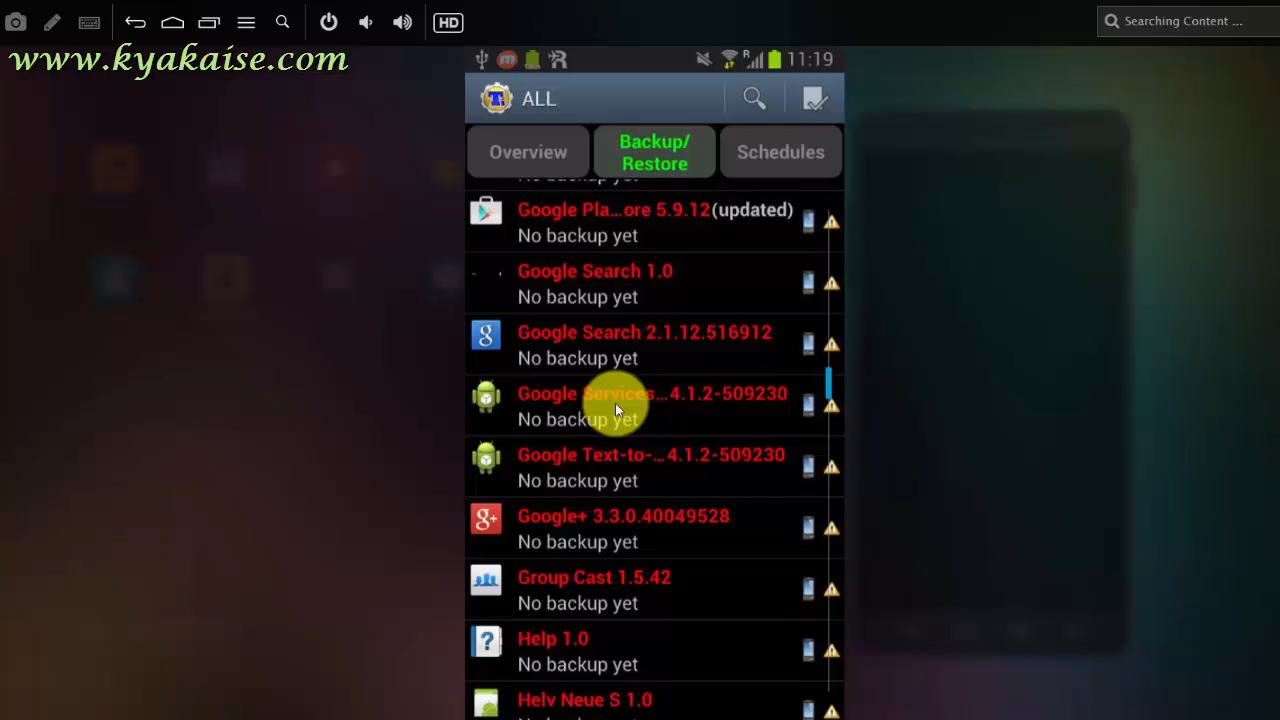 HD
Searching Content ...
www.kyakaise.com
R
11:19
ALL
Overview
Backup/
Restore
Schedules
No backup yet
Google Pla...ore 5.9.12(updated)
No backup yet
Google Search 1.0
No backup yet
Google Search 2.1.12.516912
No backup yet
Google Services...4.1.2-509230
No backup yet
Google Text-to-...4.1.2-509230
No backup yet
Google+ 3.3.0.40049528
No backup yet
Group Cast 1.5.42
No backup yet
Help 1.0
No backup yet
Helv Neue S 1.0